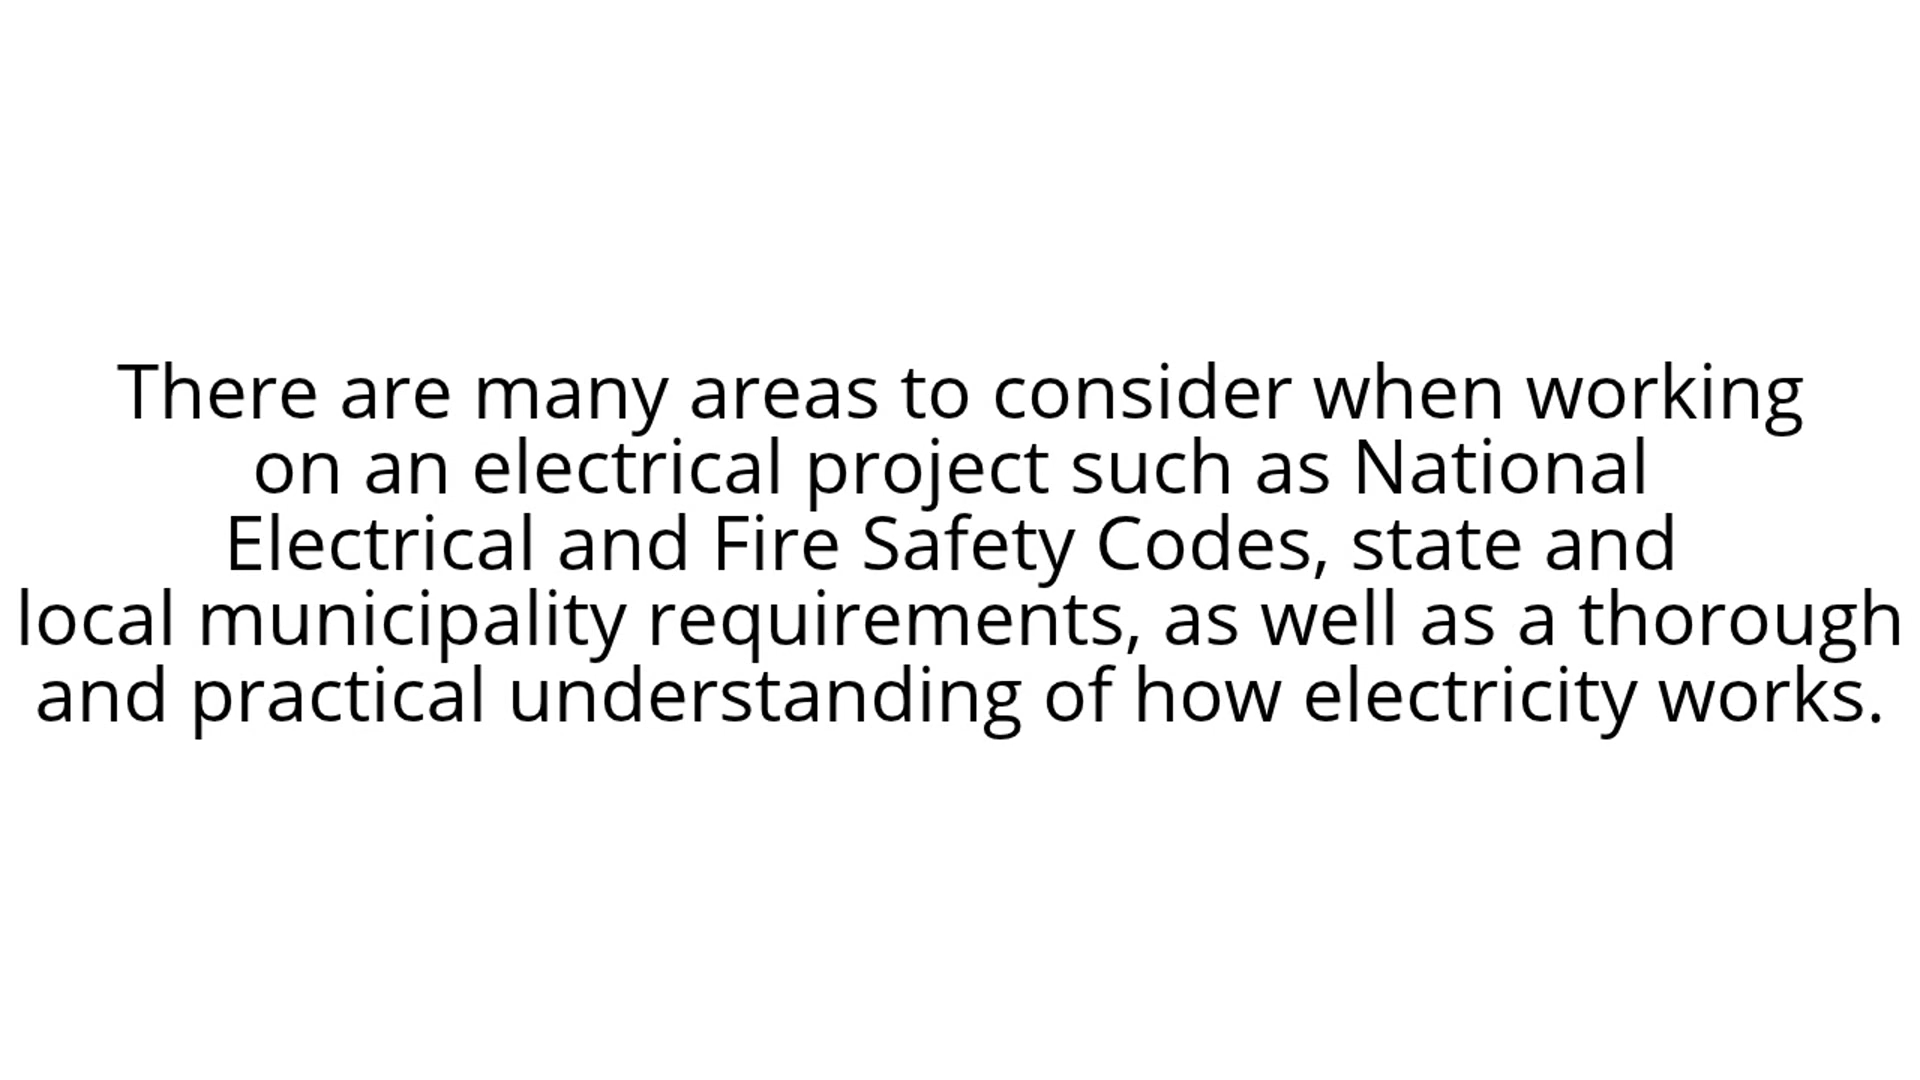 There are many areas to consider when working
on an electrical project such as National
Electrical and Fire Safety Codes, state and
local municipality requirements, as well as a thorough
and practical understanding of how electricity works.